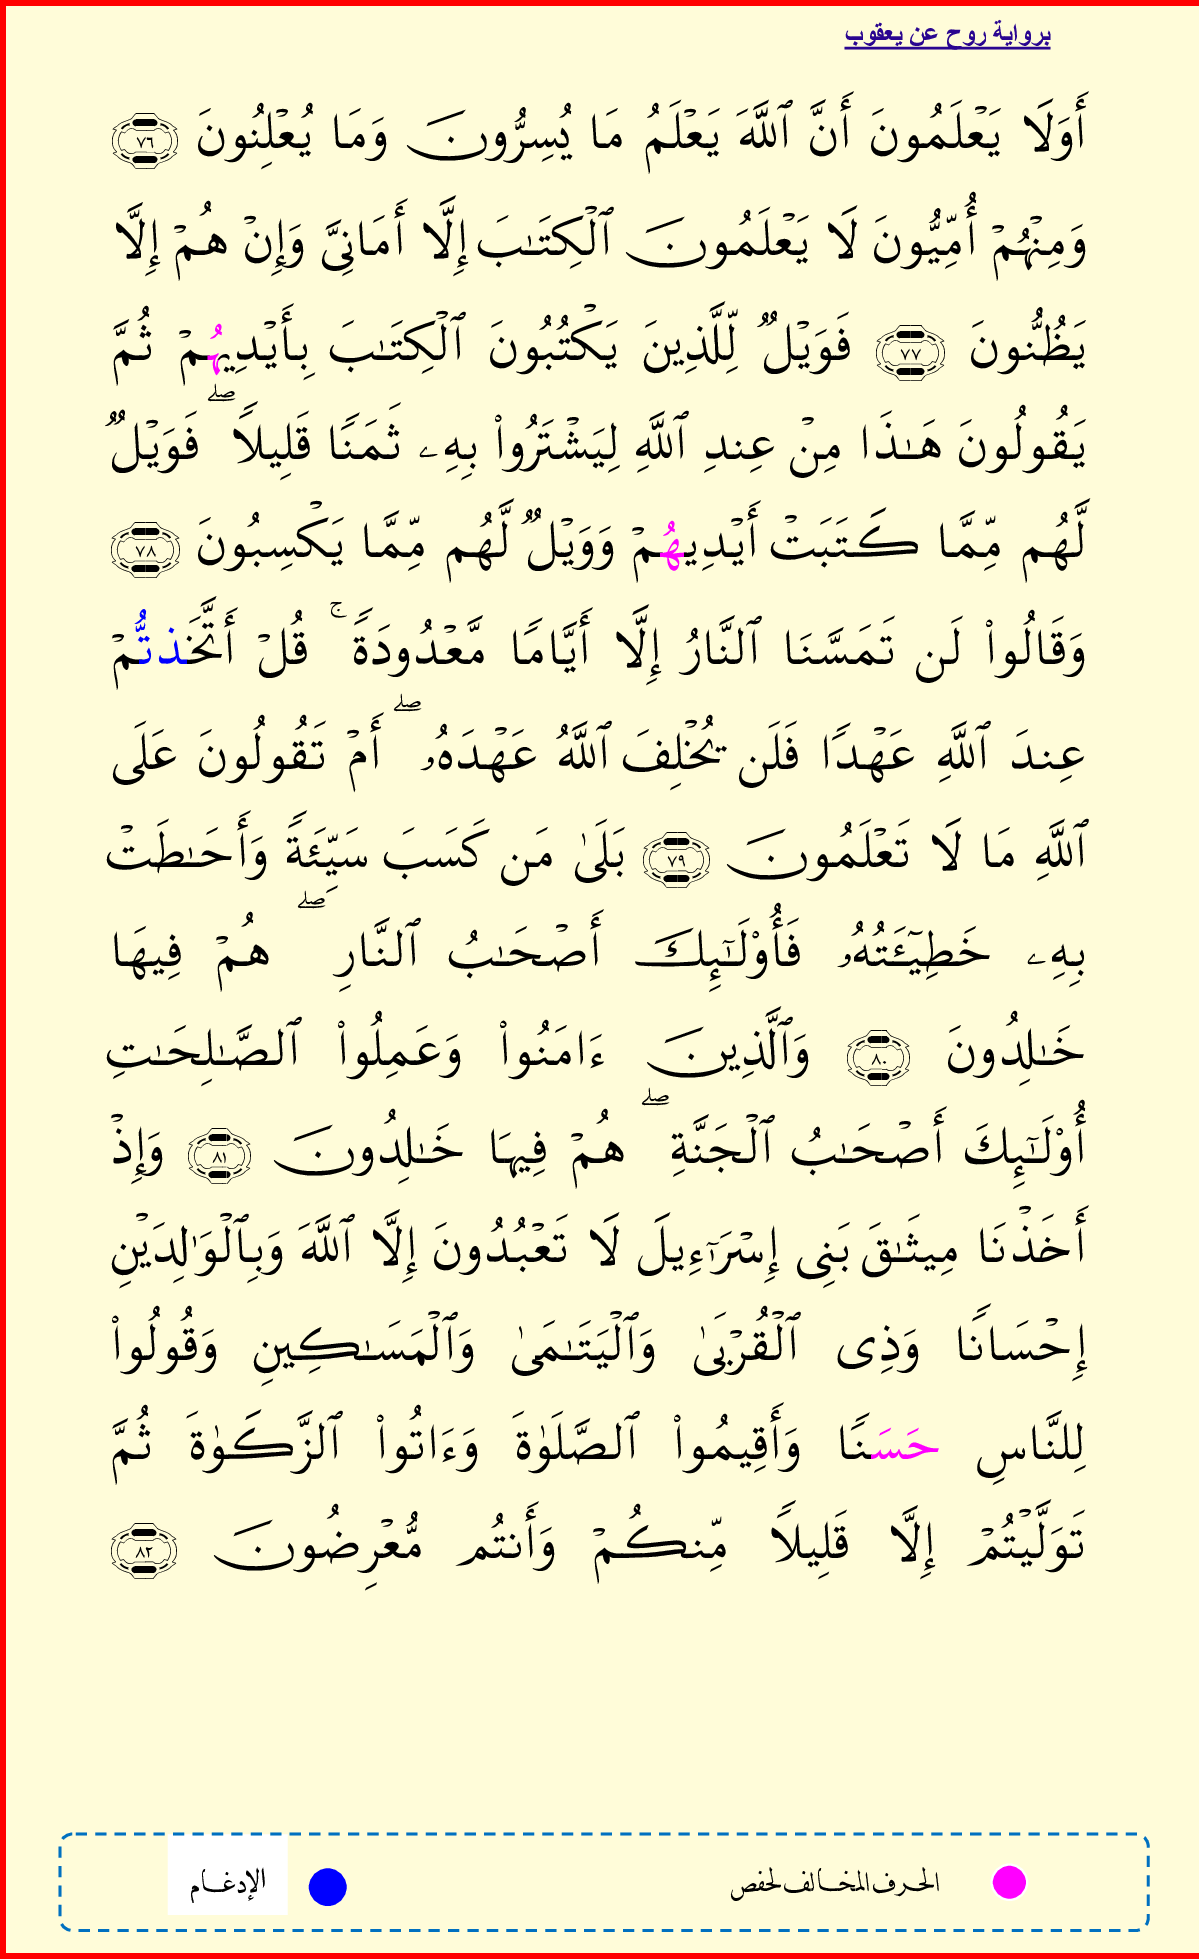 برواية روح عن يعقوب
أَوَلَا يَعْلَمُونَ أَنَّ ٱللَّهَ يَعْلَمُ مَا يُسِرُّونَ وَمَا يُعْلِنُونَ ٧٦
وَمِنْهُمْ أُمِّيُّونَ لَا يَعْلَمُونَ ٱلْكِتَـٰبَ إِلَّا أَمَانِىَّ وَإِنْ هُمْ إِلَّا
يَظُنُّونَ ٧٧ فَوَيْلٌ لِّلَّذِينَ يَكْتُبُونَ ٱلْكِتَـٰبَ بِأَيْدِيهُمْ ثُمَّ
يَقُولُونَ هَـٰذَا مِنْ عِندِ ٱللَّهِ لِيَشْتَرُوا۟ بِهِۦ ثَمَنًا قَلِيلًا ۖ فَوَيْلٌ
لَّهُم مِّمَّا كَتَبَتْ أَيْدِيهُمْ وَوَيْلٌ لَّهُم مِّمَّا يَكْسِبُونَ ٧٨
وَقَالُوا۟ لَن تَمَسَّنَا ٱلنَّارُ إِلَّا أَيَّامًا مَّعْدُودَةً ۚ قُلْ أَتَّخَذتُّمْ
عِندَ ٱللَّهِ عَهْدًا فَلَن يُخْلِفَ ٱللَّهُ عَهْدَهُۥ ۖ أَمْ تَقُولُونَ عَلَى
ٱللَّهِ مَا لَا تَعْلَمُونَ ٧٩ بَلَىٰ مَن كَسَبَ سَيِّئَةً وَأَحَـٰطَتْ
بِهِۦ خَطِيٓـَٔتُهُۥ فَأُو۟لَـٰٓئِكَ أَصْحَـٰبُ ٱلنَّارِ ۖ هُمْ فِيهَا
خَـٰلِدُونَ ٨٠ وَٱلَّذِينَ ءَامَنُوا۟ وَعَمِلُوا۟ ٱلصَّـٰلِحَـٰتِ
أُو۟لَـٰٓئِكَ أَصْحَـٰبُ ٱلْجَنَّةِ ۖ هُمْ فِيهَا خَـٰلِدُونَ ٨١ وَإِذْ
أَخَذْنَا مِيثَـٰقَ بَنِى إِسْرَٰٓءِيلَ لَا تَعْبُدُونَ إِلَّا ٱللَّهَ وَبِٱلْوَٰلِدَيْنِ
إِحْسَانًا وَذِى ٱلْقُرْبَىٰ وَٱلْيَتَـٰمَىٰ وَٱلْمَسَـٰكِينِ وَقُولُوا۟
لِلنَّاسِ حَسَنًا وَأَقِيمُوا۟ ٱلصَّلَوٰةَ وَءَاتُوا۟ ٱلزَّكَوٰةَ ثُمَّ
تَوَلَّيْتُمْ إِلَّا قَلِيلًا مِّنكُمْ وَأَنتُم مُّعْرِضُونَ ٨٢
الحرف المخالف لحفص الإدغام